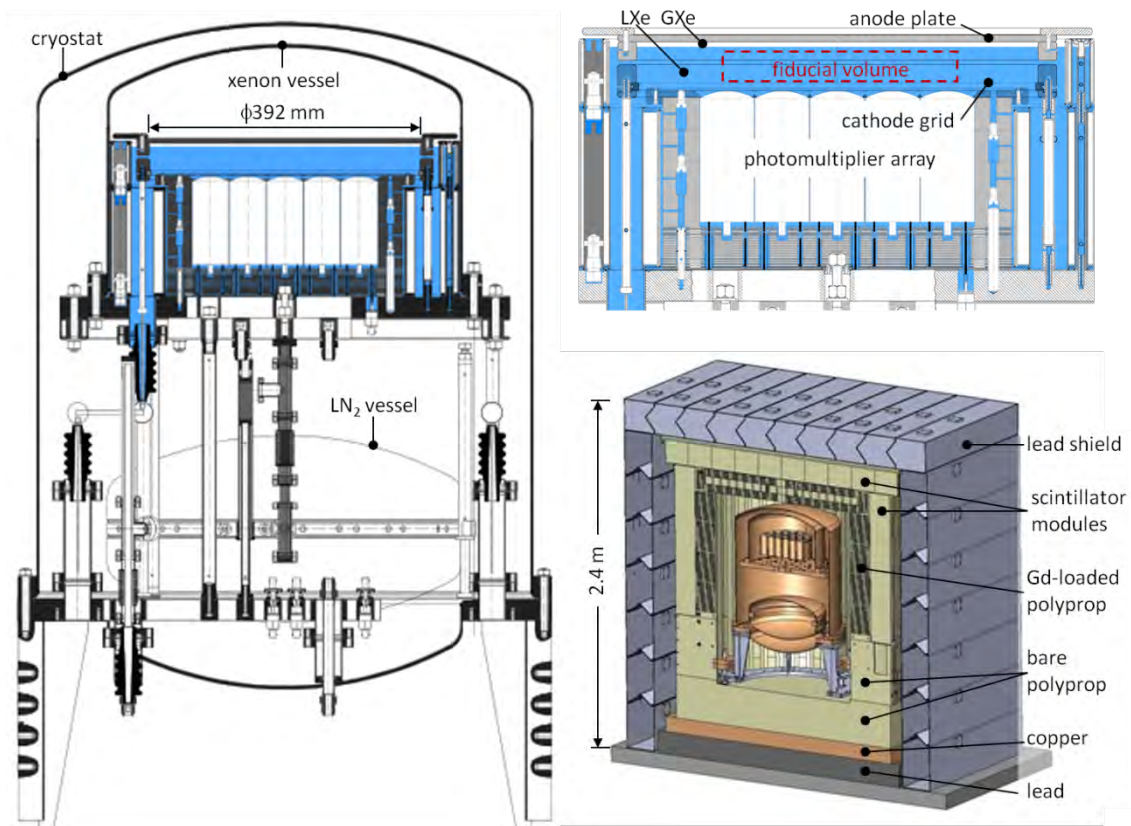 cryostat
xenon vessel
ϕ392 mm
LN₂ vessel
LXe GXe
anode plate
fiducial volume
cathode grid
photomultiplier array
2.4 m
lead shield
scintillator
modules
Gd-loaded
polyprop
bare
polyprop
copper
lead